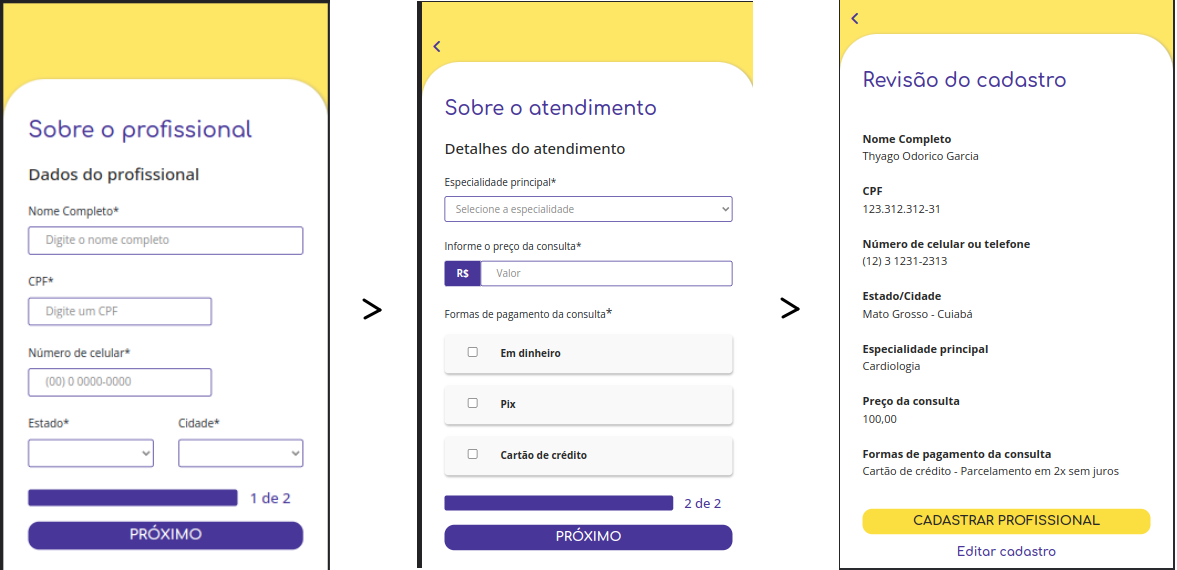 Sobre o profissional
Dados do profissional
Nome Completo*
Digite o nome completo
CPF*
Digite um CPF
Número de celular*
(00) 0 0000-0000
Estado* Cidade*
1 de 2
PRÓXIMO
>
Sobre o atendimento
Detalhes do atendimento
Especialidade principal*
Selecione a especialidade
Informe o preço da consulta*
R$ Valor
Formas de pagamento da consulta*
Em dinheiro
Pix
Cartão de crédito
2 de 2
PRÓXIMO
>
Revisão do cadastro
Nome Completo
Thyago Odorico Garcia
CPF
123.312.312-31
Número de celular ou telefone
(12) 3 1231-2313
Estado/Cidade
Mato Grosso - Cuiabá
Especialidade principal
Cardiologia
Preço da consulta
100,00
Formas de pagamento da consulta
Cartão de crédito - Parcelamento em 2x sem juros
CADASTRAR PROFISSIONAL
Editar cadastro